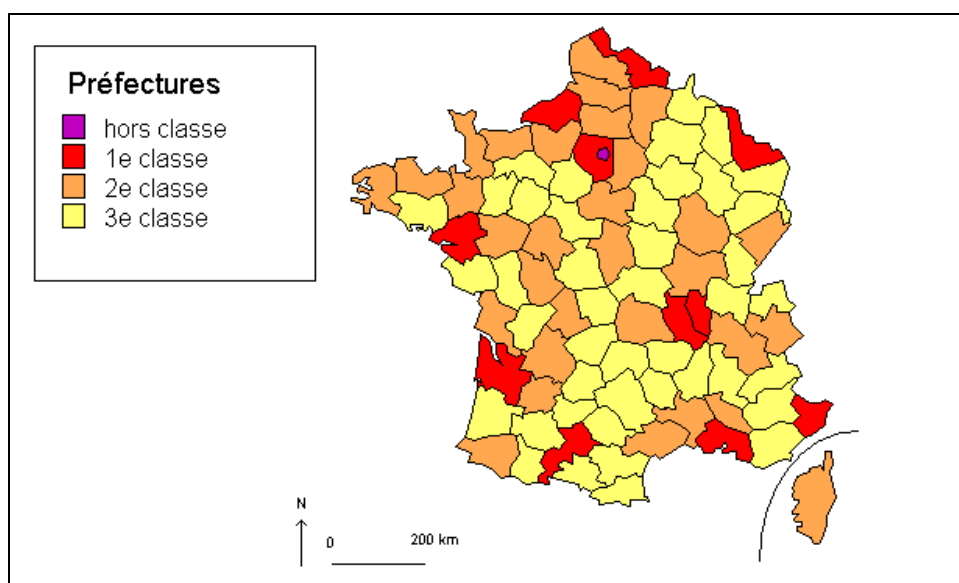 Préfectures
hors classe
1e classe
2e classe
3e classe
N
0
200 km